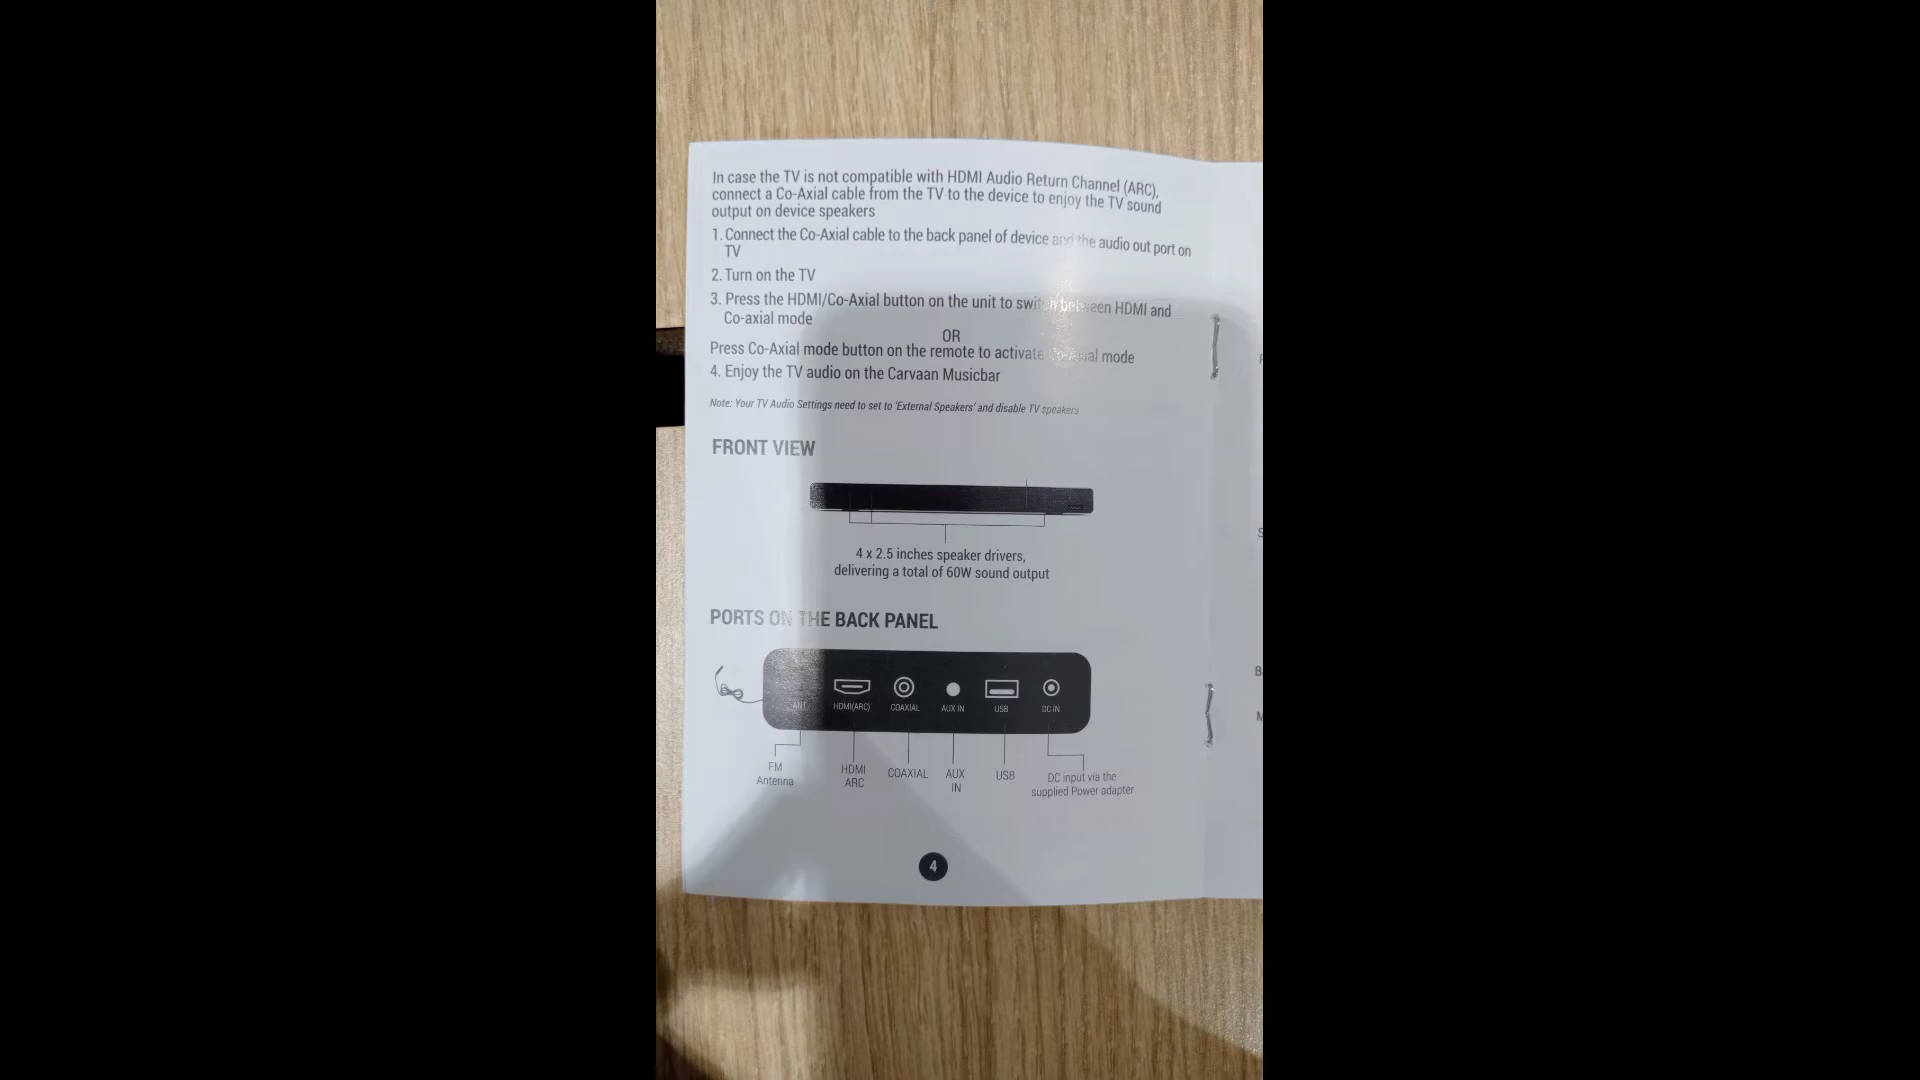 In case the TV is not compatible with HDMI Audio Return Channel (ARC),
connect a Co-Axial cable from the TV to the device to enjoy the TV sound
output on device speakers
1. Connect the Co-Axial cable to the back panel of device and the audio out port on
TV
2. Turn on the TV
3. Press the HDMI/Co-Axial button on the unit to switch between HDMI and
Co-axial mode
OR
Press Co-Axial mode button on the remote to activate Co-Axial mode
4. Enjoy the TV audio on the Carvaan Musicbar
Note: Your TV Audio Settings need to set to 'External Speakers' and disable TV speakers
FRONT VIEW
4 x 2.5 inches speaker drivers,
delivering a total of 60W sound output
PORTS ON THE BACK PANEL
ANT HDMI(ARC) COAXIAL AUX IN USB DC IN
FM
Antenna
HDMI
ARC
COAXIAL
AUX
IN
USB
DC input via the
supplied Power adapter
4